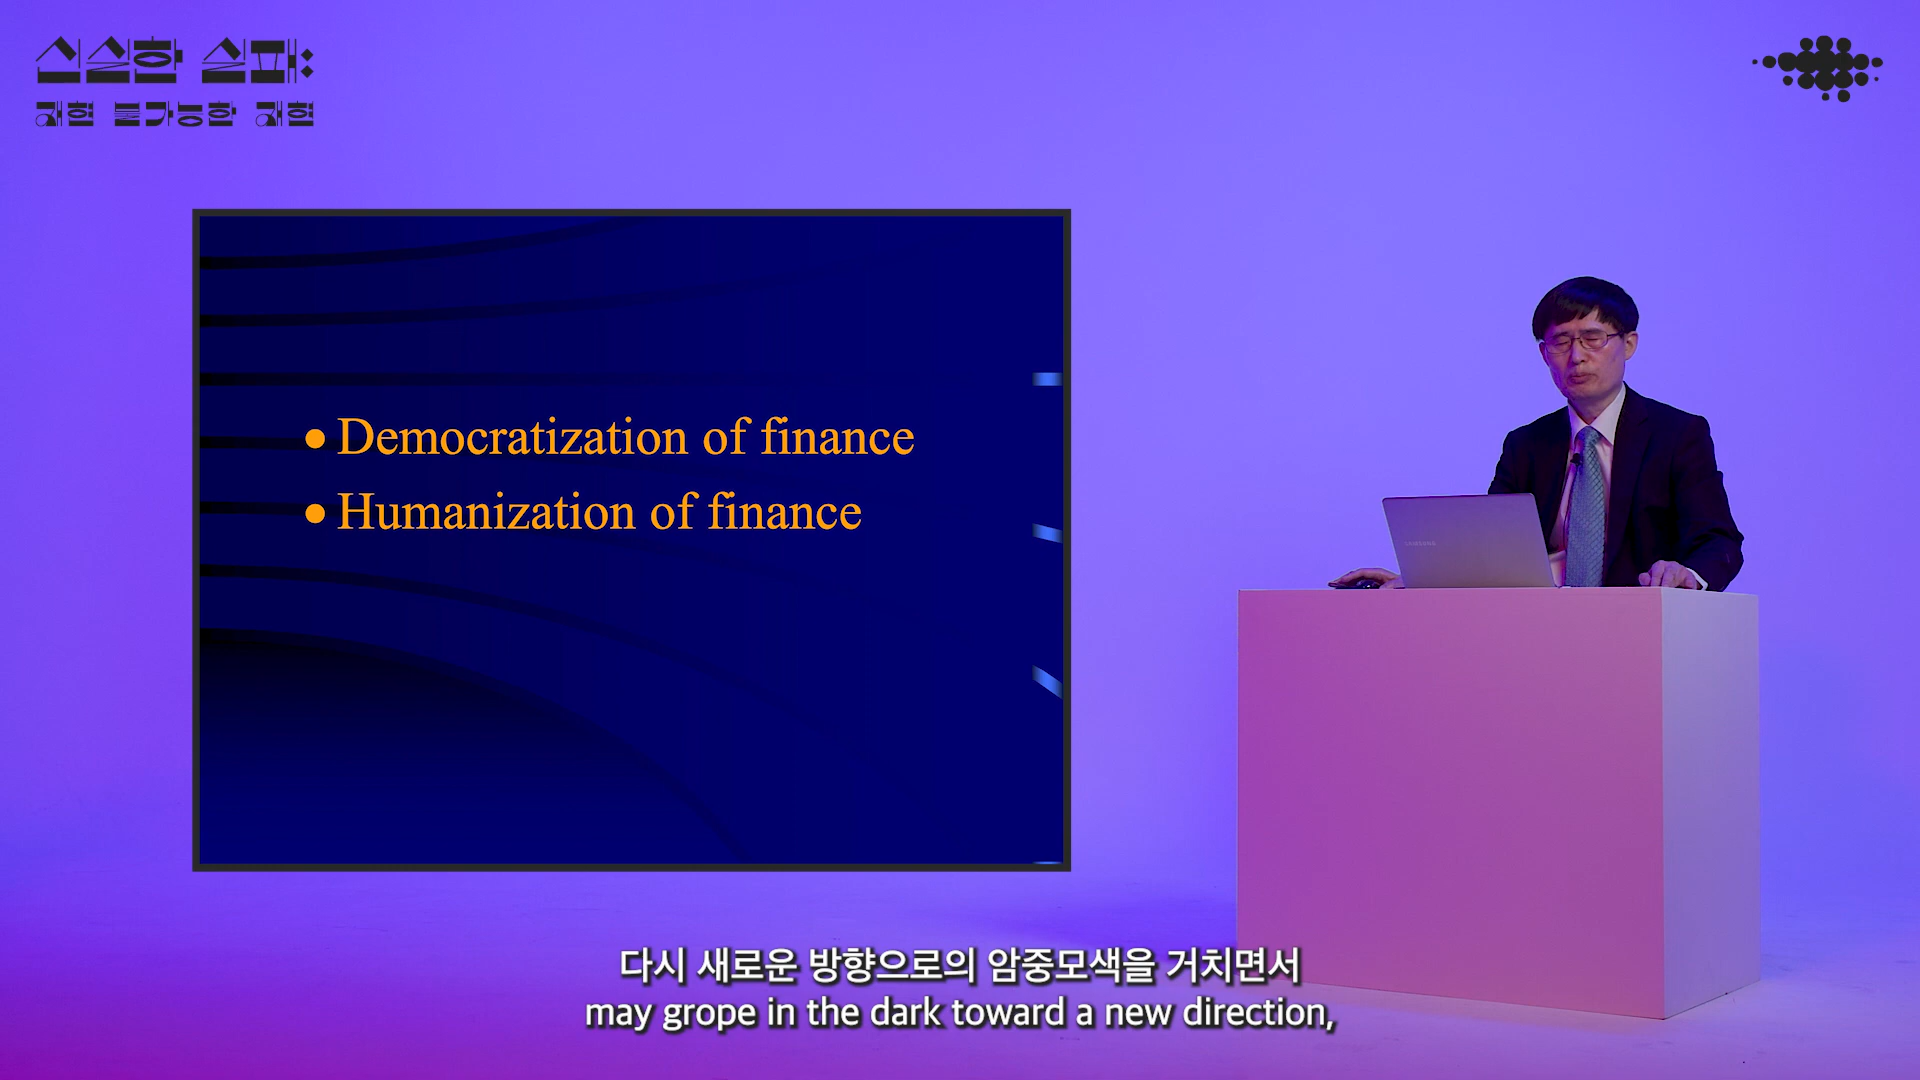 신실한 실패:
재현 불가능한 재현
• Democratization of finance
• Humanization of finance
SAMSUNG
다시 새로운 방향으로의 암중모색을 거치면서
may grope in the dark toward a new direction,